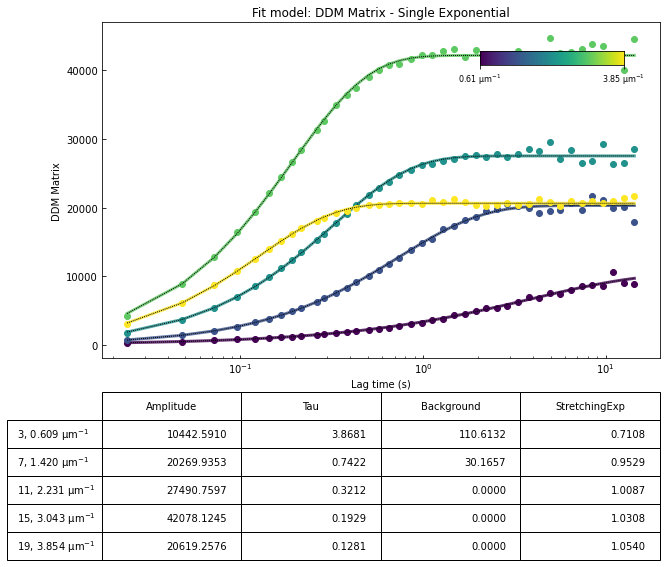 Fit model: DDM Matrix - Single Exponential
40000
30000
20000
10000
0
DDM Matrix
0.61 μm⁻¹ 3.85 μm⁻¹
10⁻¹ 10⁰ 10¹
Lag time (s)
Amplitude Tau Background StretchingExp
3, 0.609 μm⁻¹ 10442.5910 3.8681 110.6132 0.7108
7, 1.420 μm⁻¹ 20269.9353 0.7422 30.1657 0.9529
11, 2.231 μm⁻¹ 27490.7597 0.3212 0.0000 1.0087
15, 3.043 μm⁻¹ 42078.1245 0.1929 0.0000 1.0308
19, 3.854 μm⁻¹ 20619.2576 0.1281 0.0000 1.0540